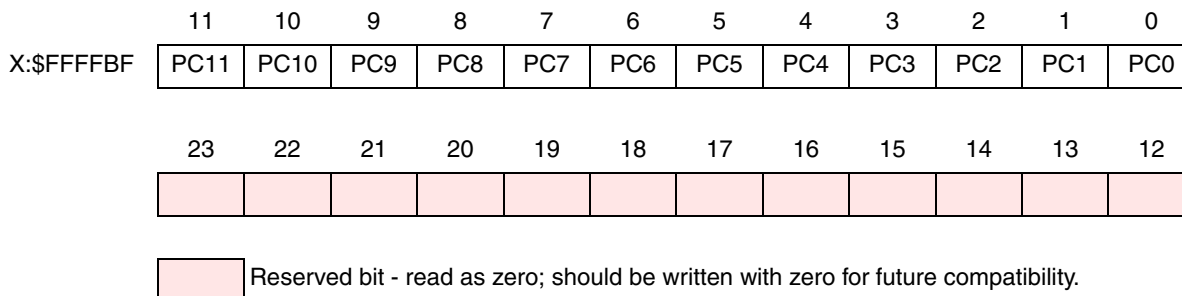 11 10 9 8 7 6 5 4 3 2 1 0
X:$FFFFBF PC11 PC10 PC9 PC8 PC7 PC6 PC5 PC4 PC3 PC2 PC1 PC0
23 22 21 20 19 18 17 16 15 14 13 12
Reserved bit - read as zero; should be written with zero for future compatibility.